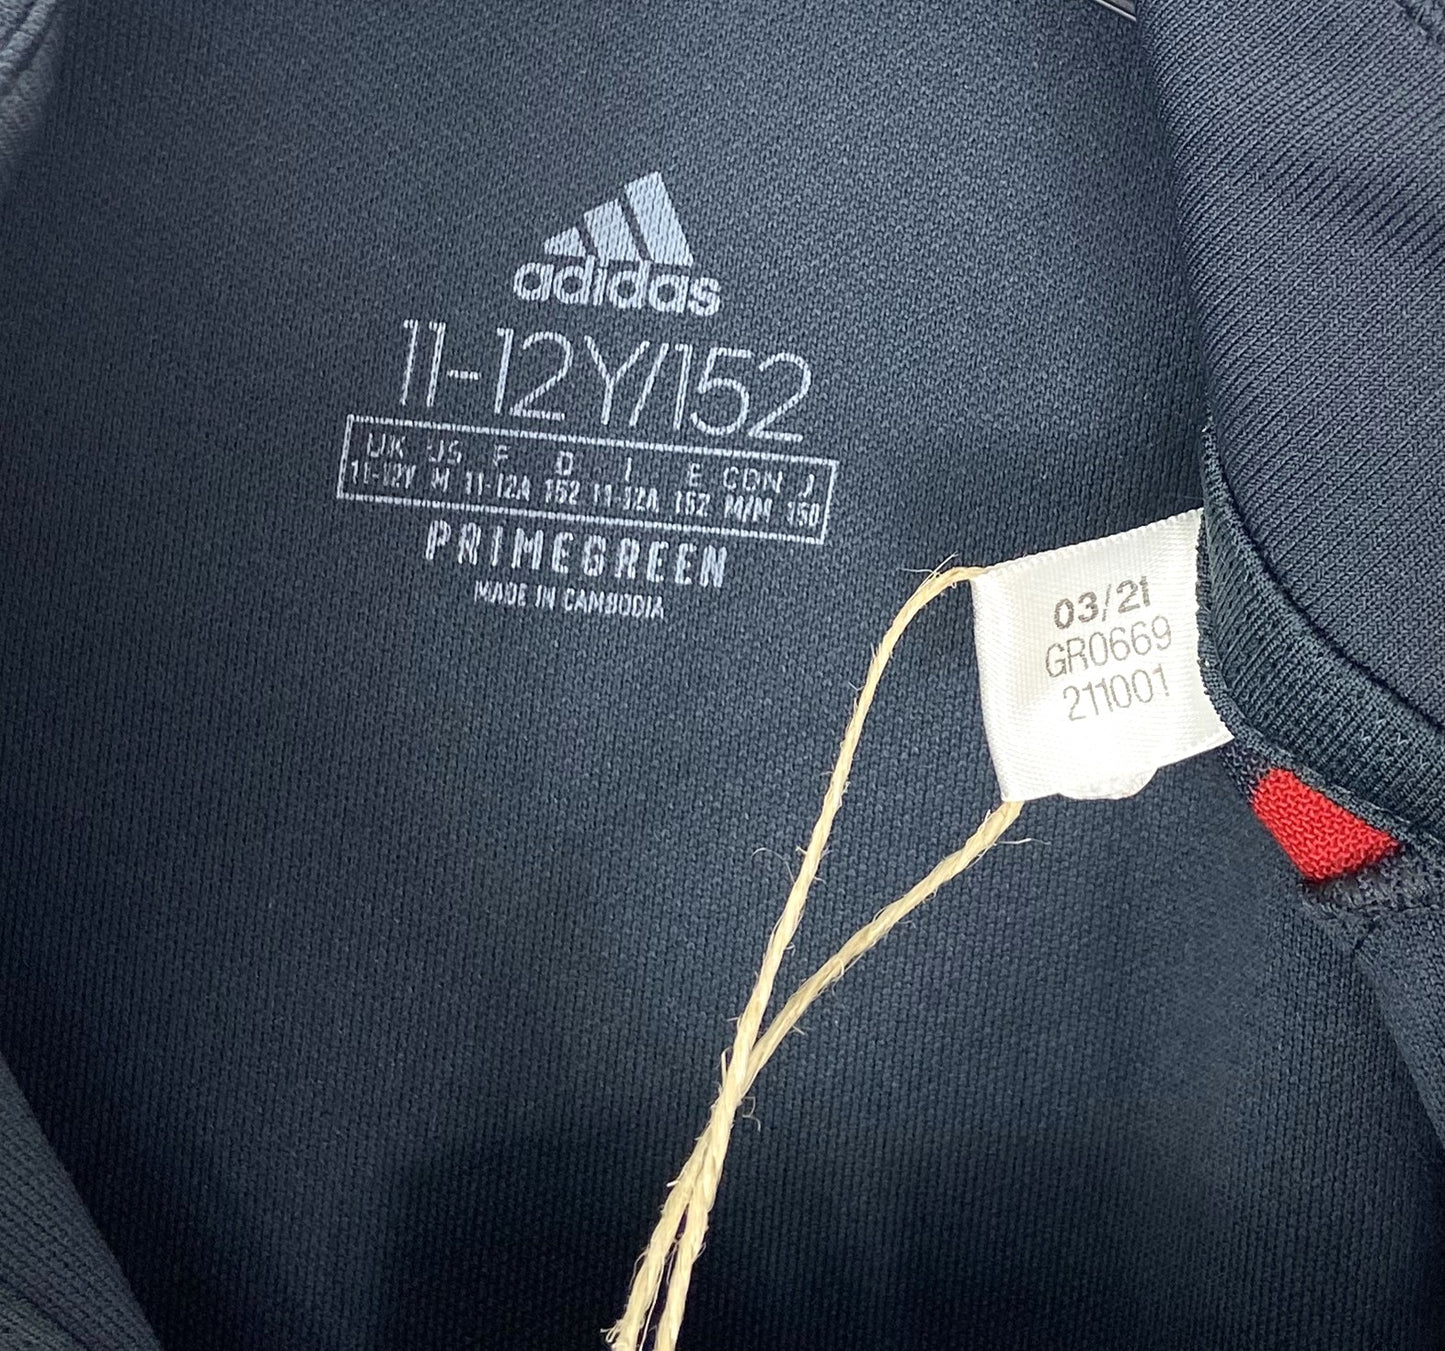 adidas
11-12Y/152
UK US F D I E CDN J
11-12Y M 11-12A 152 11-12A 152 M/M 150
PRIMEGREEN
MADE IN CAMBODIA
03/21
GR0669
211001